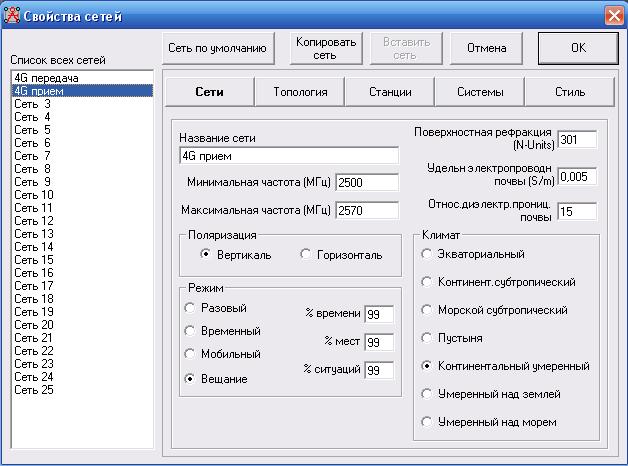 Свойства сетей
Сеть по умолчанию
Копировать
сеть
Вставить
сеть
Отмена
OK
Список всех сетей
4G передача
4G прием
Сеть 3
Сеть 4
Сеть 5
Сеть 6
Сеть 7
Сеть 8
Сеть 9
Сеть 10
Сеть 11
Сеть 12
Сеть 13
Сеть 14
Сеть 15
Сеть 16
Сеть 17
Сеть 18
Сеть 19
Сеть 20
Сеть 21
Сеть 22
Сеть 23
Сеть 24
Сеть 25
Сети
Топология
Станции
Системы
Стиль
Название сети
4G прием
Минимальная частота (МГц) 2500
Максимальная частота (МГц) 2570
Поверхностная рефракция
(N-Units) 301
Удельн электропроводн
почвы (S/m) 0,005
Относ.диэлектр.прониц.
почвы 15
Поляризация
Вертикаль Горизонталь
Режим
Разовый
Временный
Мобильный
Вещание
% времени 99
% мест 99
% ситуаций 99
Климат
Экваториальный
Континент.субтропический
Морской субтропический
Пустыня
Континентальный умеренный
Умеренный над землей
Умеренный над морем